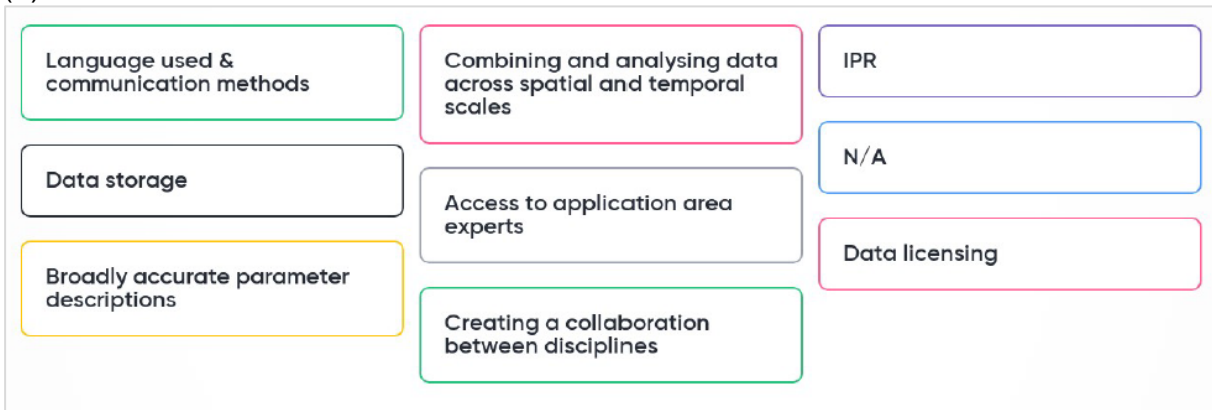 Language used &
communication methods
Data storage
Broadly accurate parameter
descriptions
Combining and analysing data
across spatial and temporal
scales
Access to application area
experts
Creating a collaboration
between disciplines
IPR
N/A
Data licensing